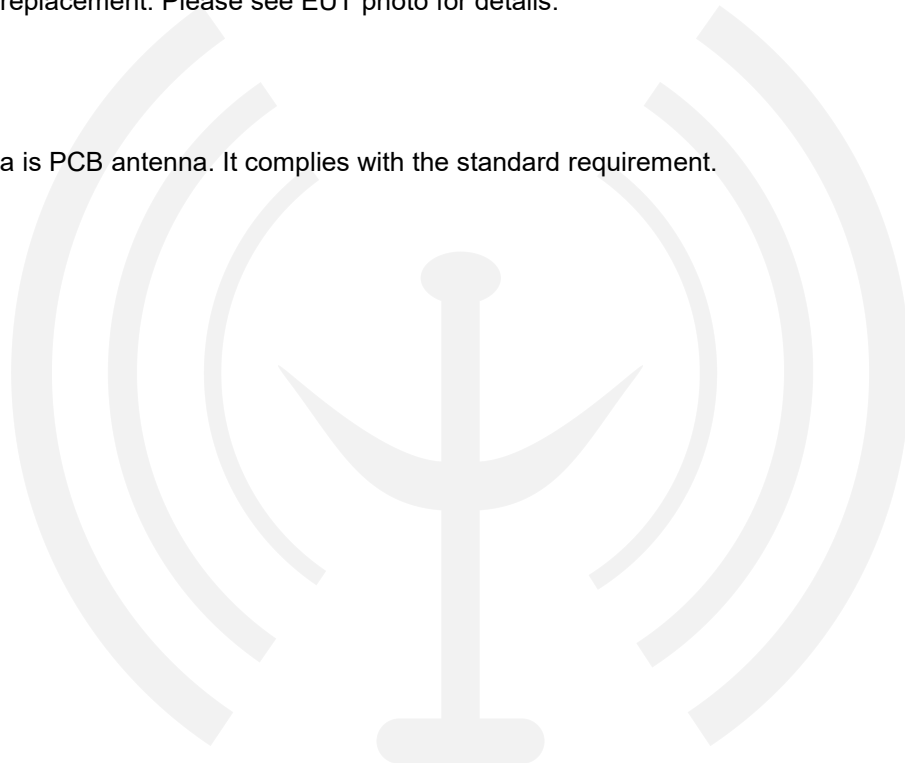 replacement. Please see EUT photo for details.
a is PCB antenna. It complies with the standard requirement.